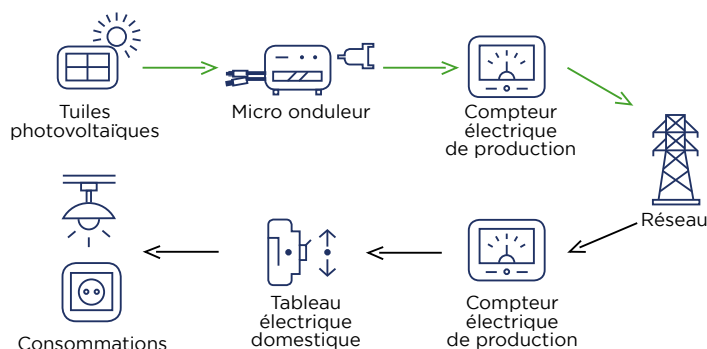 Tuiles
photovoltaïques
Micro onduleur
Compteur
électrique
de production
Réseau
Compteur
électrique
de production
Tableau
électrique
domestique
Consommations